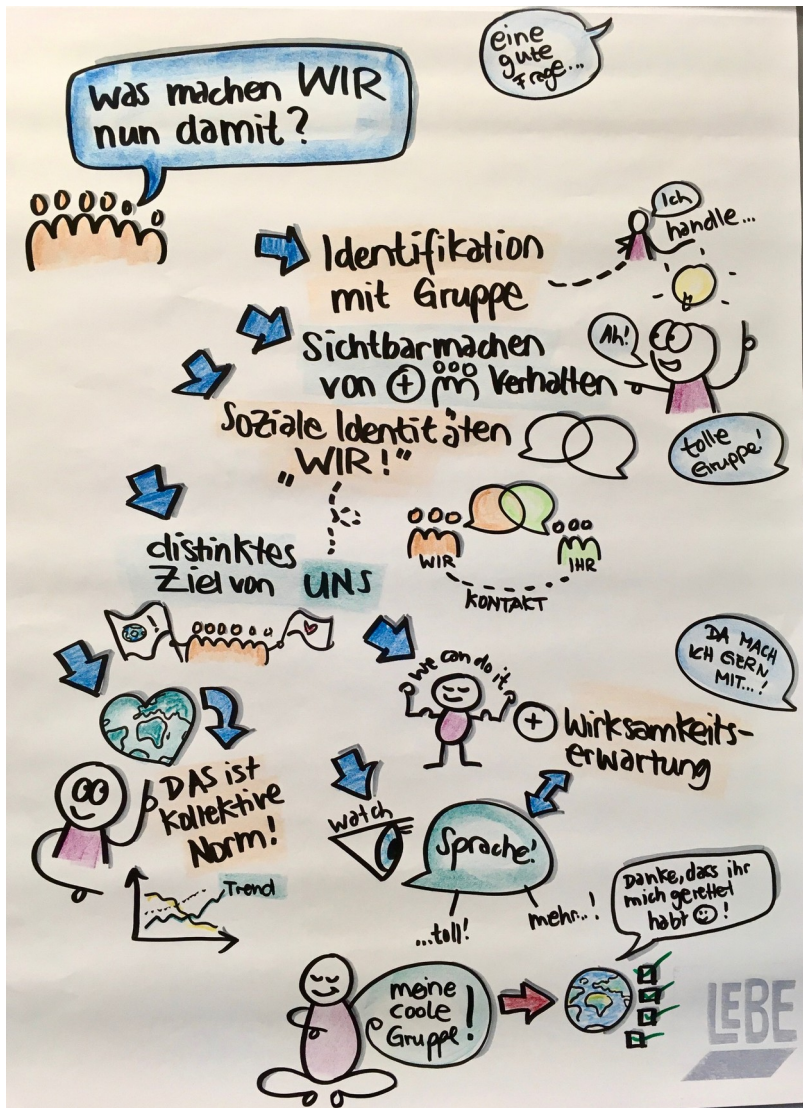 eine
gute
Frage...
Was machen WIR
nun damit?
Ich
handle...
Identifikation
mit Gruppe
Ah!
Sichtbarmachen
von + Verhalten
Soziale Identitäten
„WIR!"
tolle
Gruppe!
distinktes
Ziel von UNS
WIR
IHR
KONTAKT
DA MACH
ICH GERN
MIT...!
we can do it
+ Wirksamkeits-
erwartung
DAS ist
kollektive
Norm!
watch
Sprache!
Trend
...toll!
mehr...!
Danke, dass ihr
mich gerettet
habt !
meine
coole
Gruppe!
LEBE